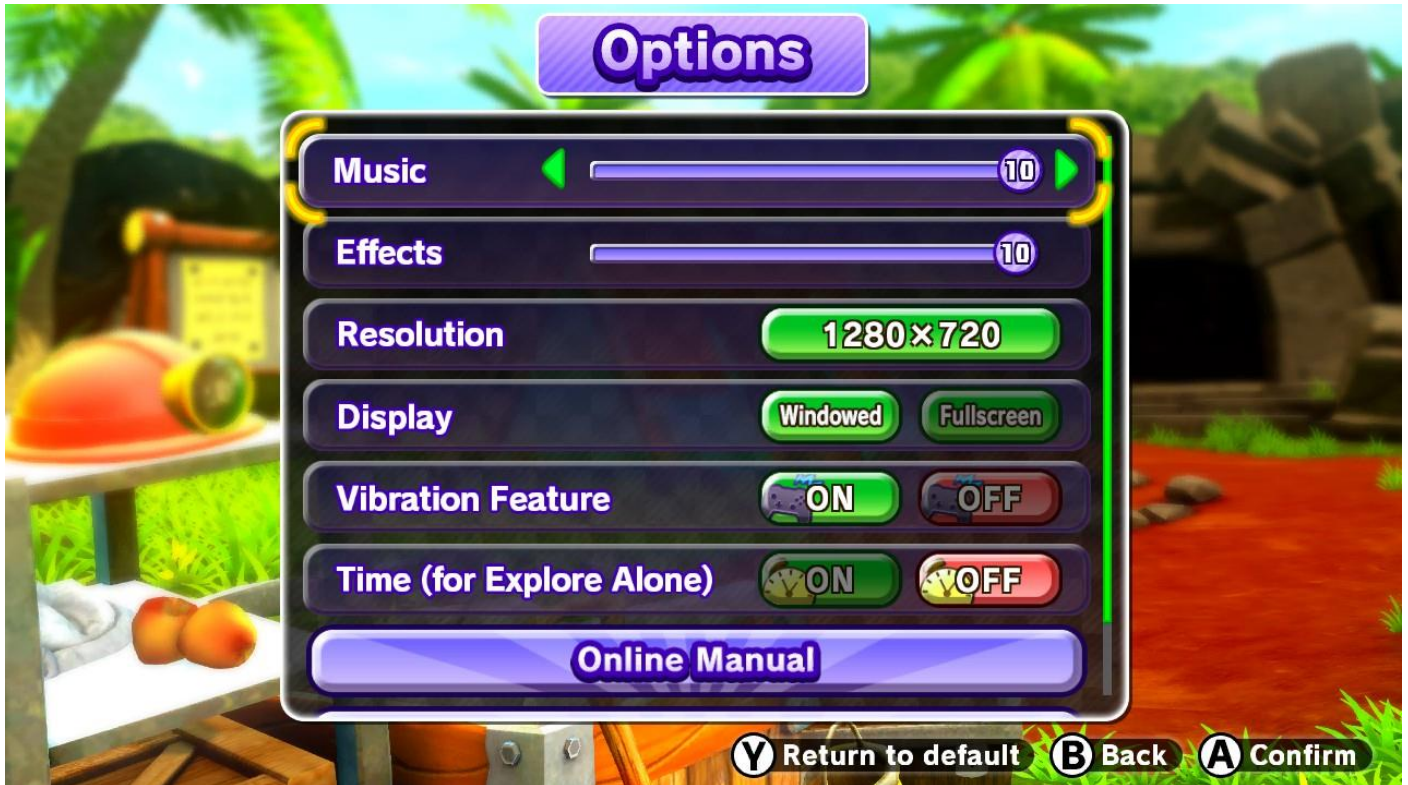 Options
Music 10
Effects 10
Resolution 1280×720
Display Windowed Fullscreen
Vibration Feature ON OFF
Time (for Explore Alone) ON OFF
Online Manual
Y Return to default B Back A Confirm